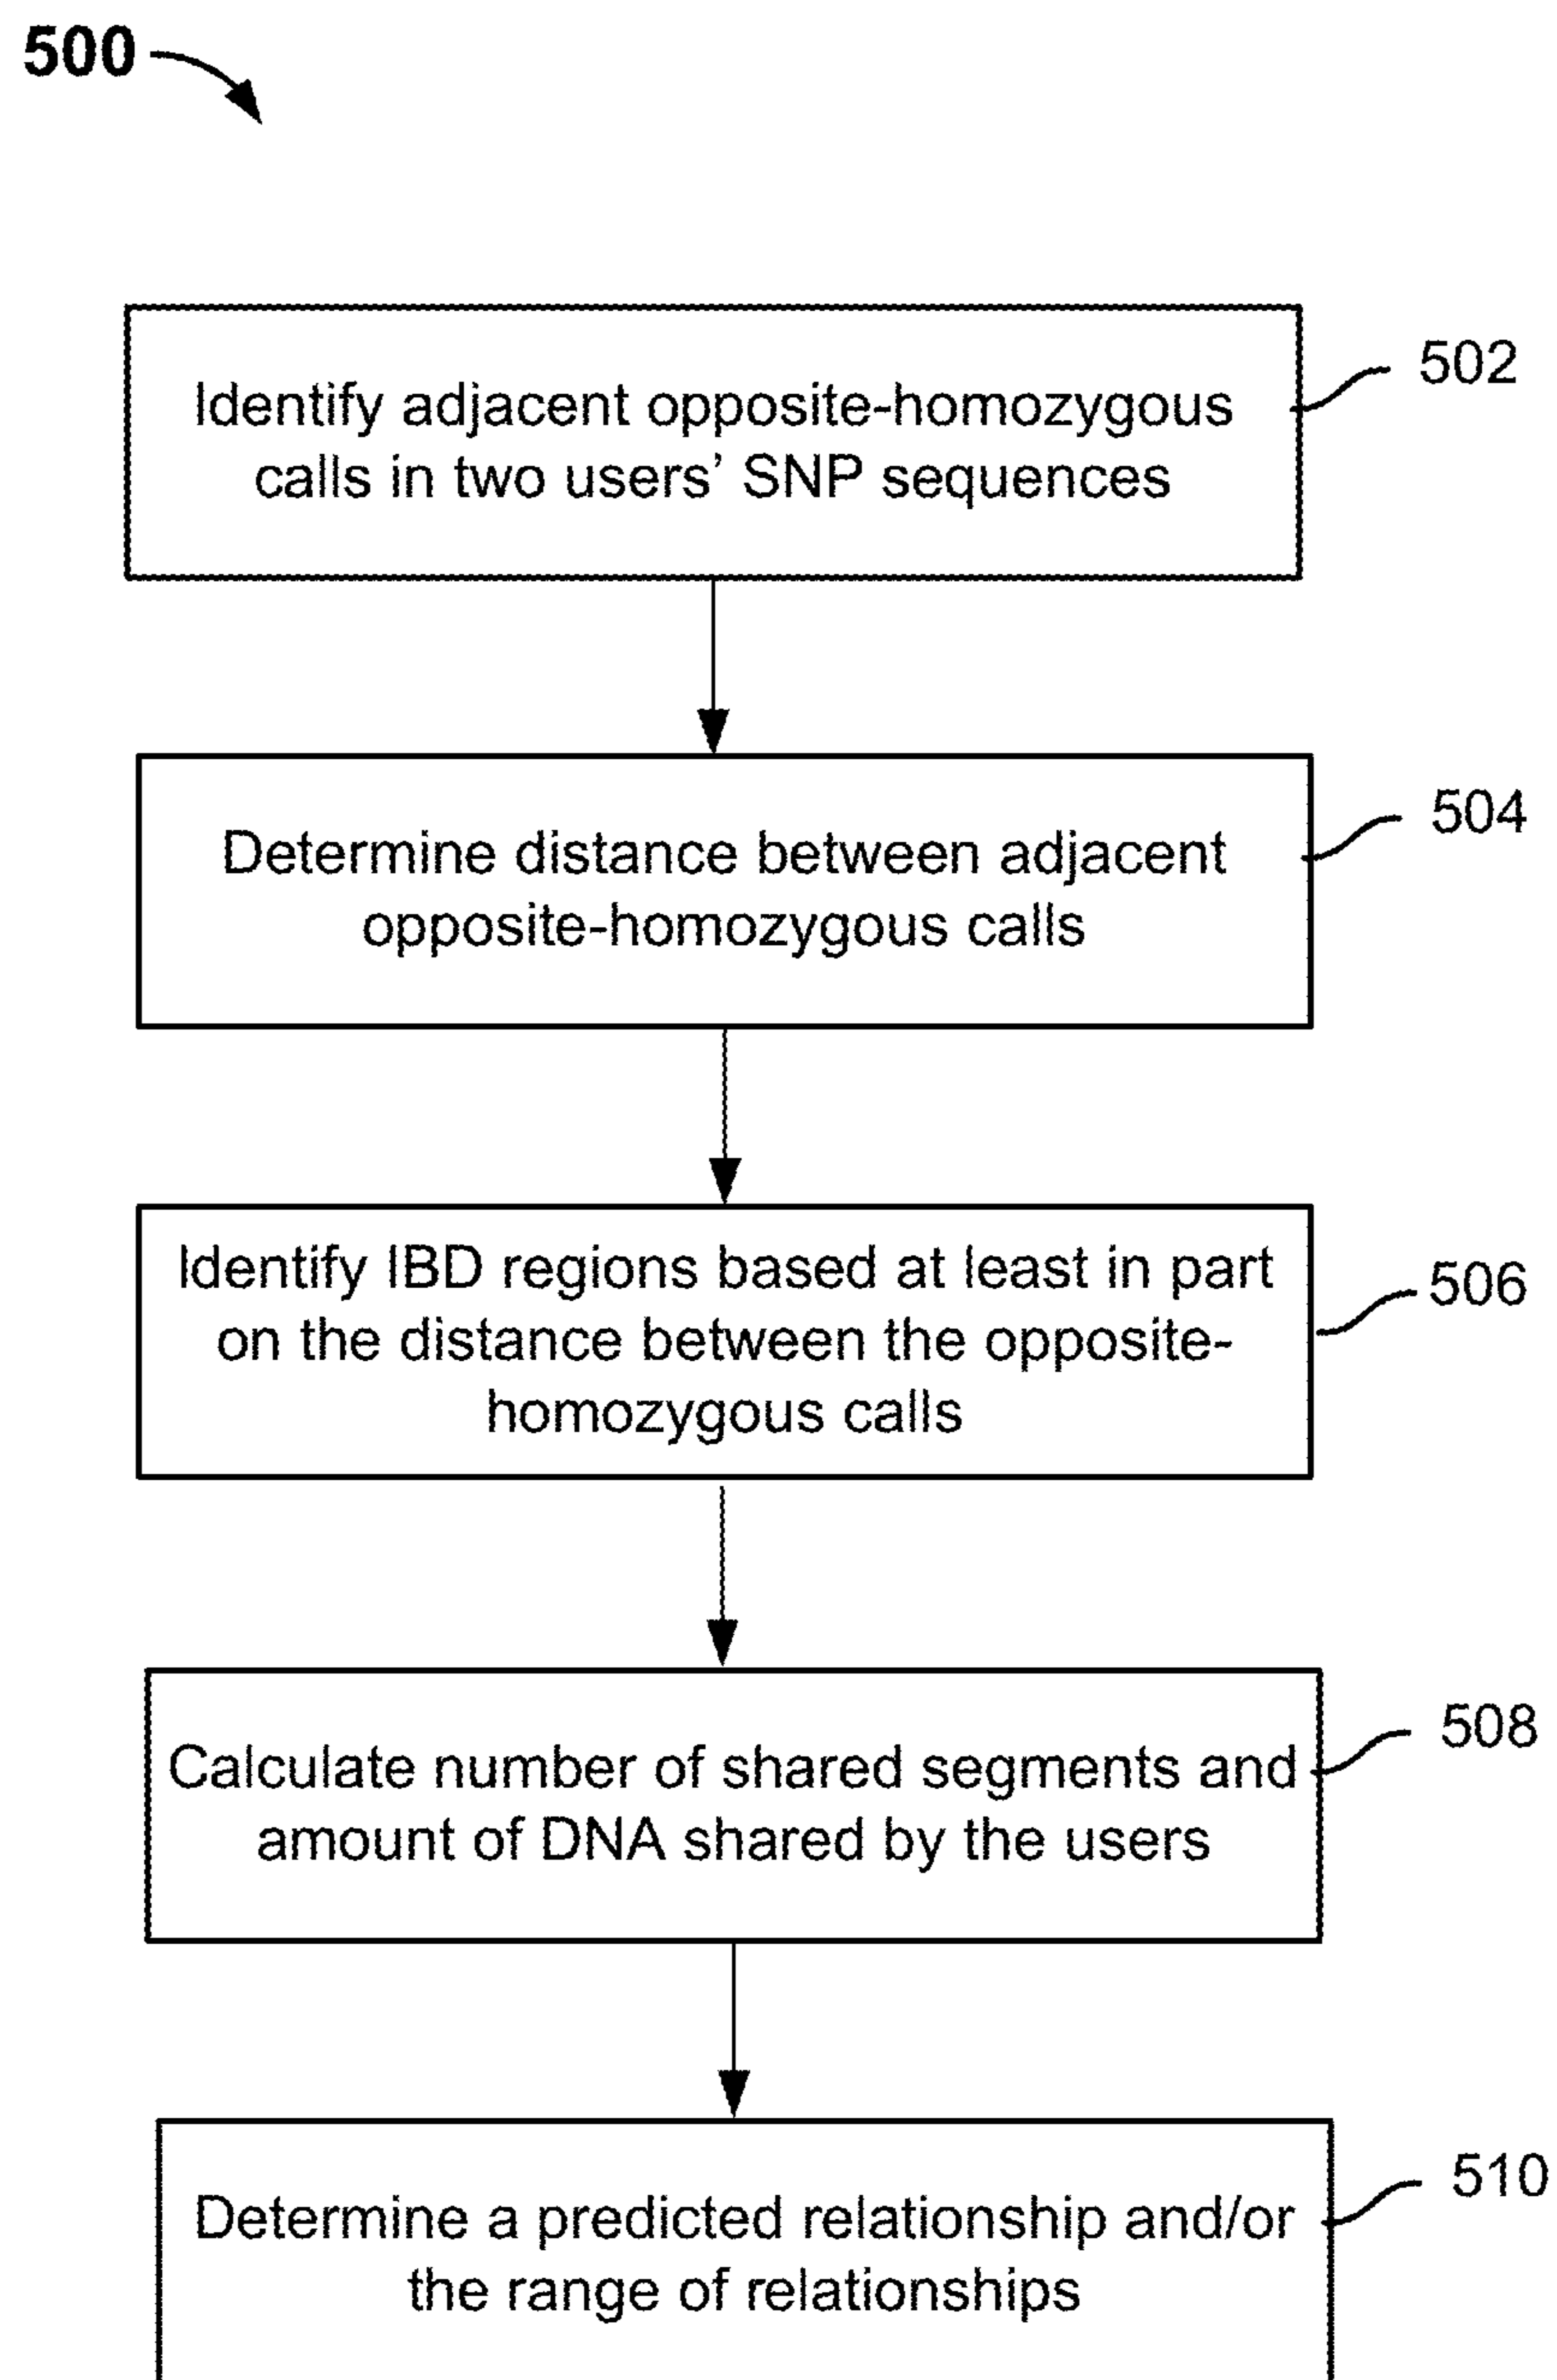 500
Identify adjacent opposite-homozygous
calls in two users' SNP sequences
502
Determine distance between adjacent
opposite-homozygous calls
504
Identify IBD regions based at least in part
on the distance between the opposite-
homozygous calls
506
Calculate number of shared segments and
amount of DNA shared by the users
508
Determine a predicted relationship and/or
the range of relationships
510